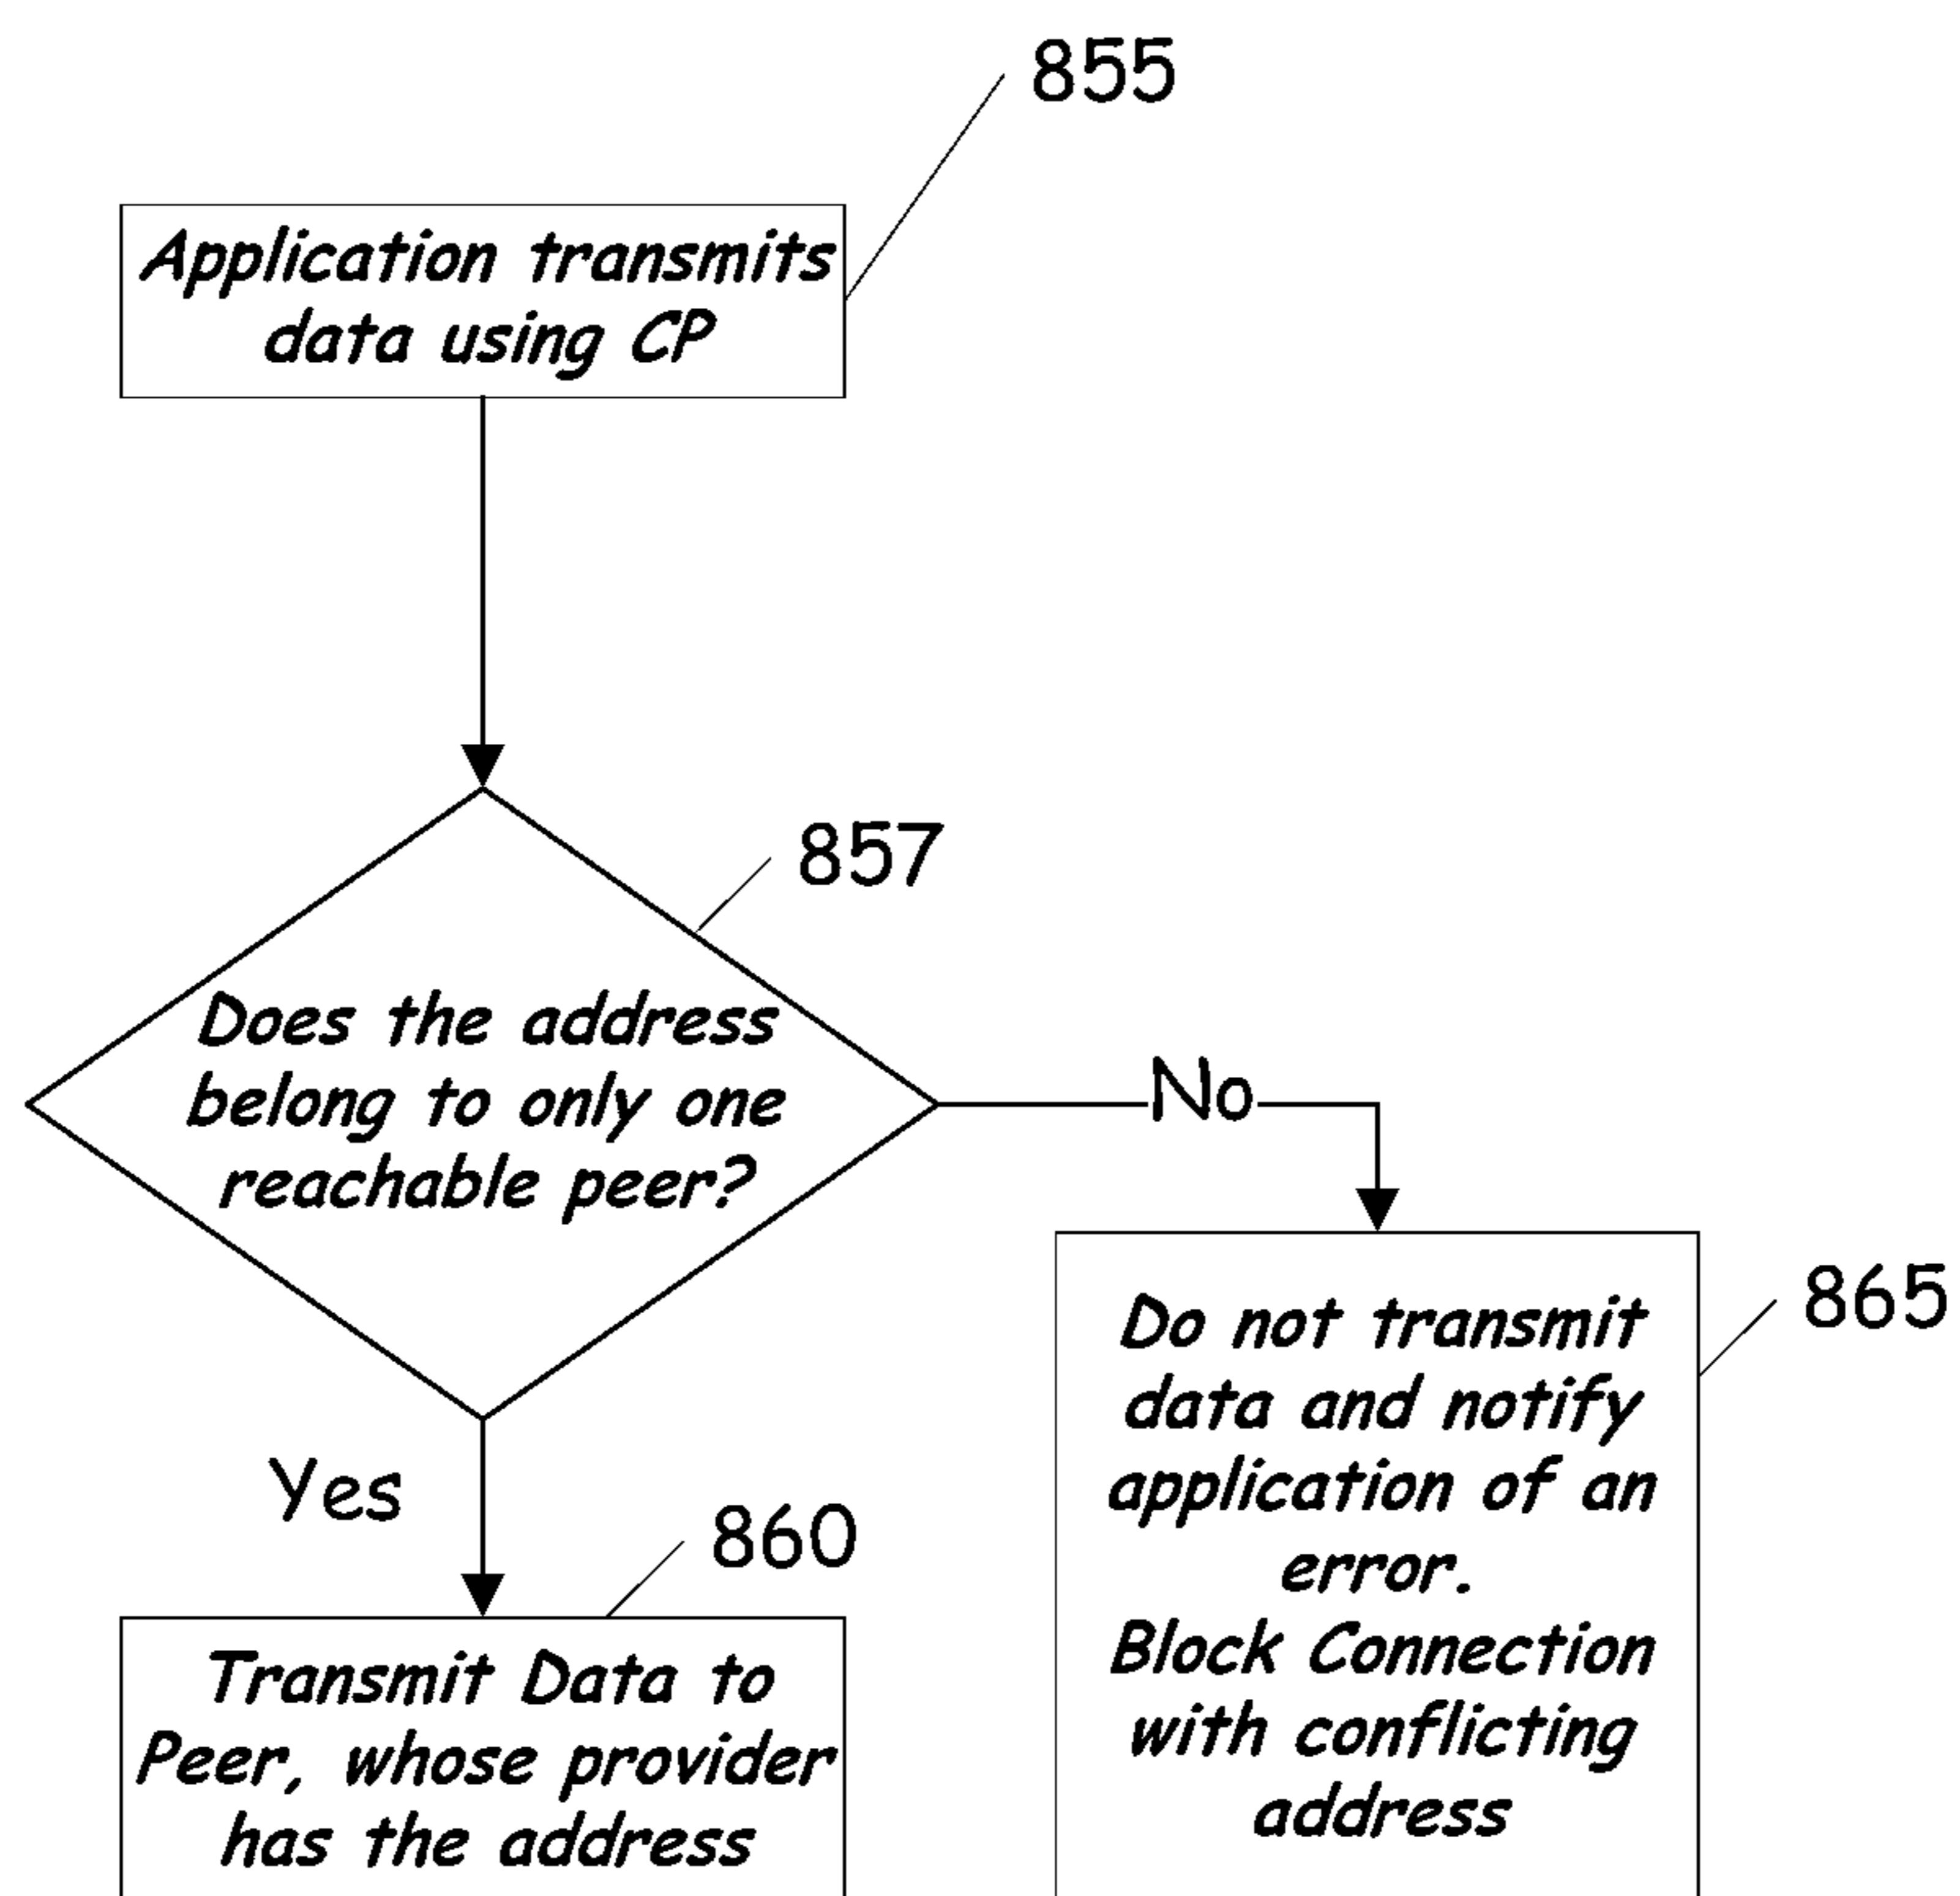 855
Application transmits
data using CP
857
Does the address
belong to only one
reachable peer?
No
Yes
860
Transmit Data to
Peer, whose provider
has the address
865
Do not transmit
data and notify
application of an
error.
Block Connection
with conflicting
address